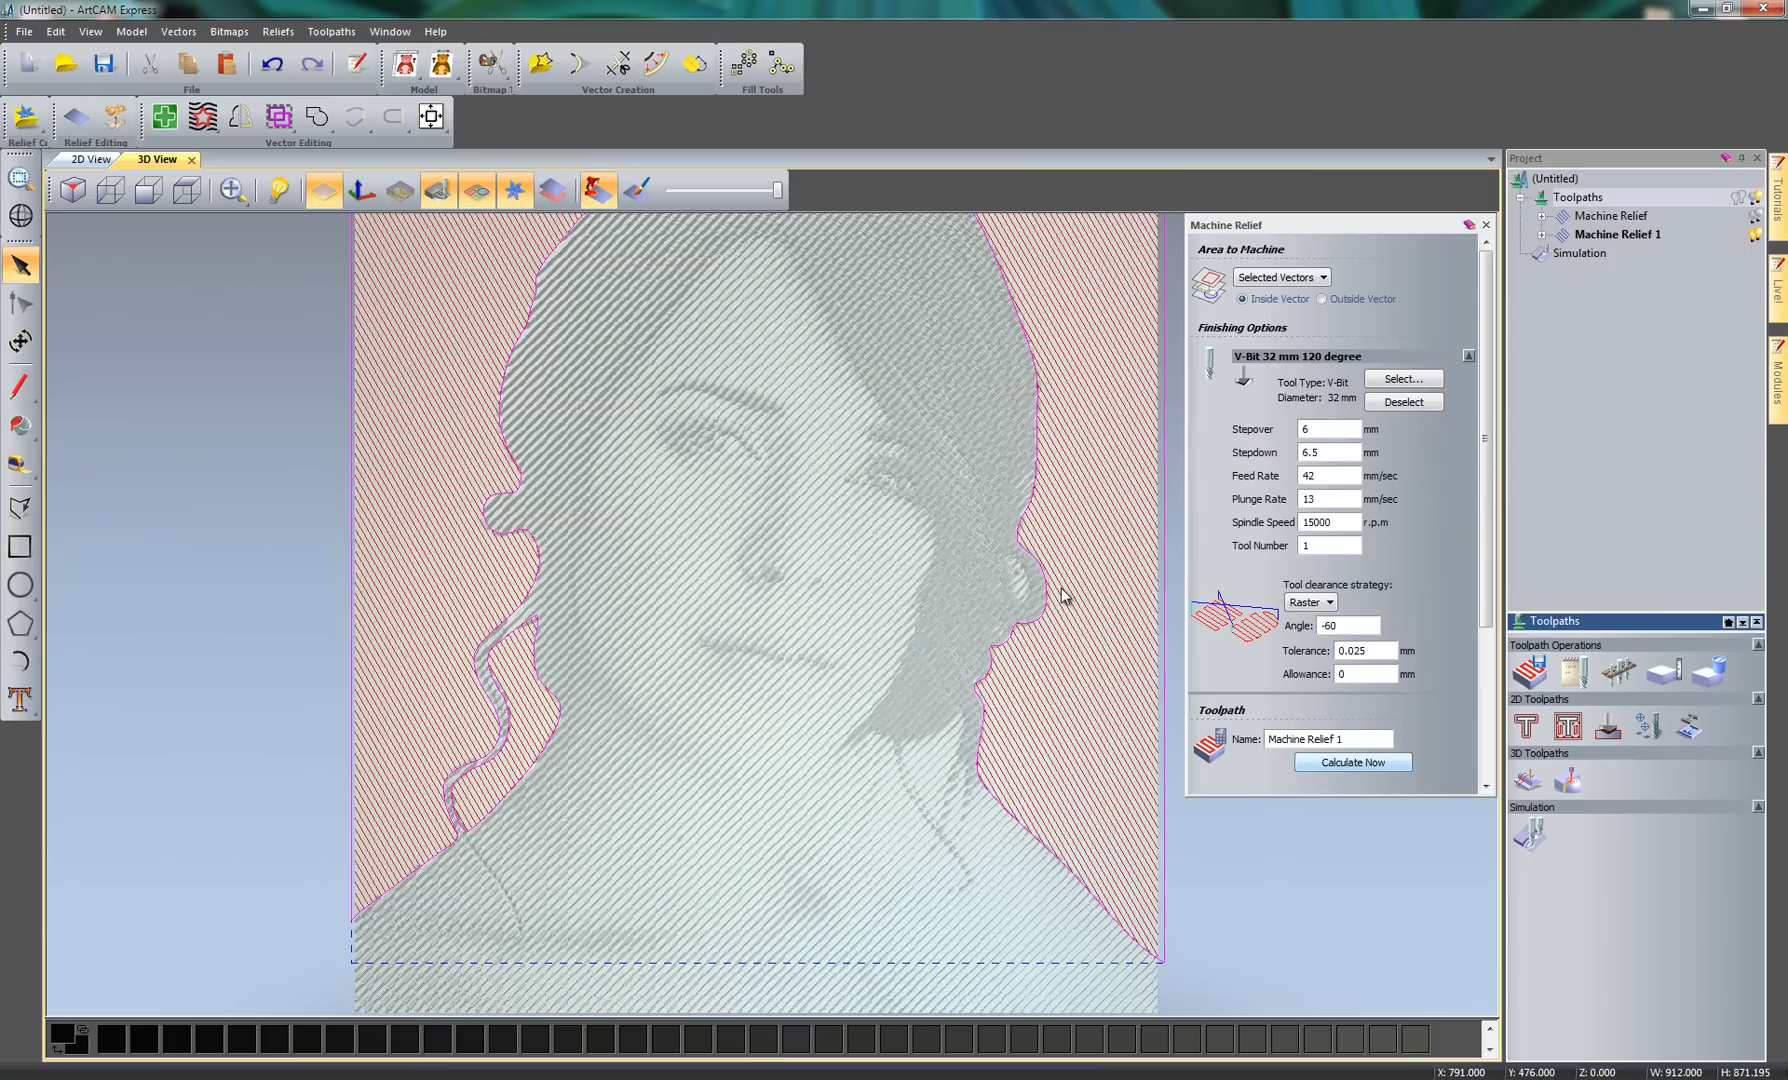 (Untitled) - ArtCAM Express
File Edit View Model Vectors Bitmaps Reliefs Toolpaths Window Help
File Model Bitmap Vector Creation Fill Tools
Relief Relief Editing Vector Editing
2D View 3D View
Machine Relief
Area to Machine
Selected Vectors
Inside Vector Outside Vector
Finishing Options
V-Bit 32 mm 120 degree
Tool Type: V-Bit Select...
Diameter: 32 mm Deselect
Stepover 6 mm
Stepdown 6.5 mm
Feed Rate 42 mm/sec
Plunge Rate 13 mm/sec
Spindle Speed 15000 r.p.m
Tool Number 1
Tool clearance strategy:
Raster
Angle: -60
Tolerance: 0.025 mm
Allowance: 0 mm
Toolpath
Name: Machine Relief 1
Calculate Now
Project
(Untitled)
Toolpaths
Machine Relief
Machine Relief 1
Simulation
Toolpaths
Toolpath Operations
2D Toolpaths
3D Toolpaths
Simulation
Tutorials
Live!
Modules
X: 791.000 Y: 476.000 Z: 0.000 W: 912.000 H: 871.195